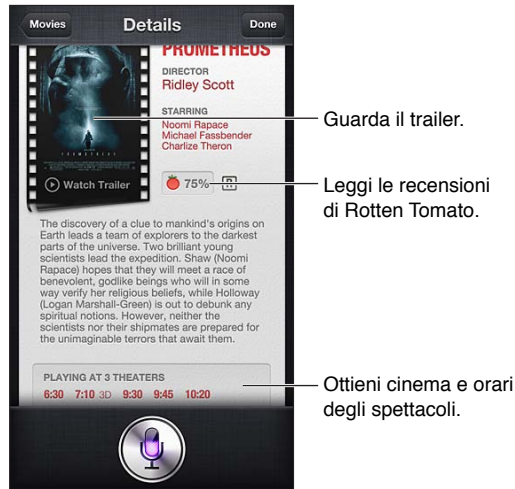 Movies
Details
Done
PROMETHEUS
DIRECTOR
Ridley Scott
STARRING
Noomi Rapace
Michael Fassbender
Charlize Theron
PROMETHEUS
Watch Trailer
75%
R
The discovery of a clue to mankind's origins on
Earth leads a team of explorers to the darkest
parts of the universe. Two brilliant young
scientists lead the expedition. Shaw (Noomi
Rapace) hopes that they will meet a race of
benevolent, godlike beings who will in some
way verify her religious beliefs, while Holloway
(Logan Marshall-Green) is out to debunk any
spiritual notions. However, neither the
scientists nor their shipmates are prepared for
the unimaginable terrors that await them.
PLAYING AT 3 THEATERS
6:30 7:10 3D 9:30 9:45 10:20
Guarda il trailer.
Leggi le recensioni
di Rotten Tomato.
Ottieni cinema e orari
degli spettacoli.